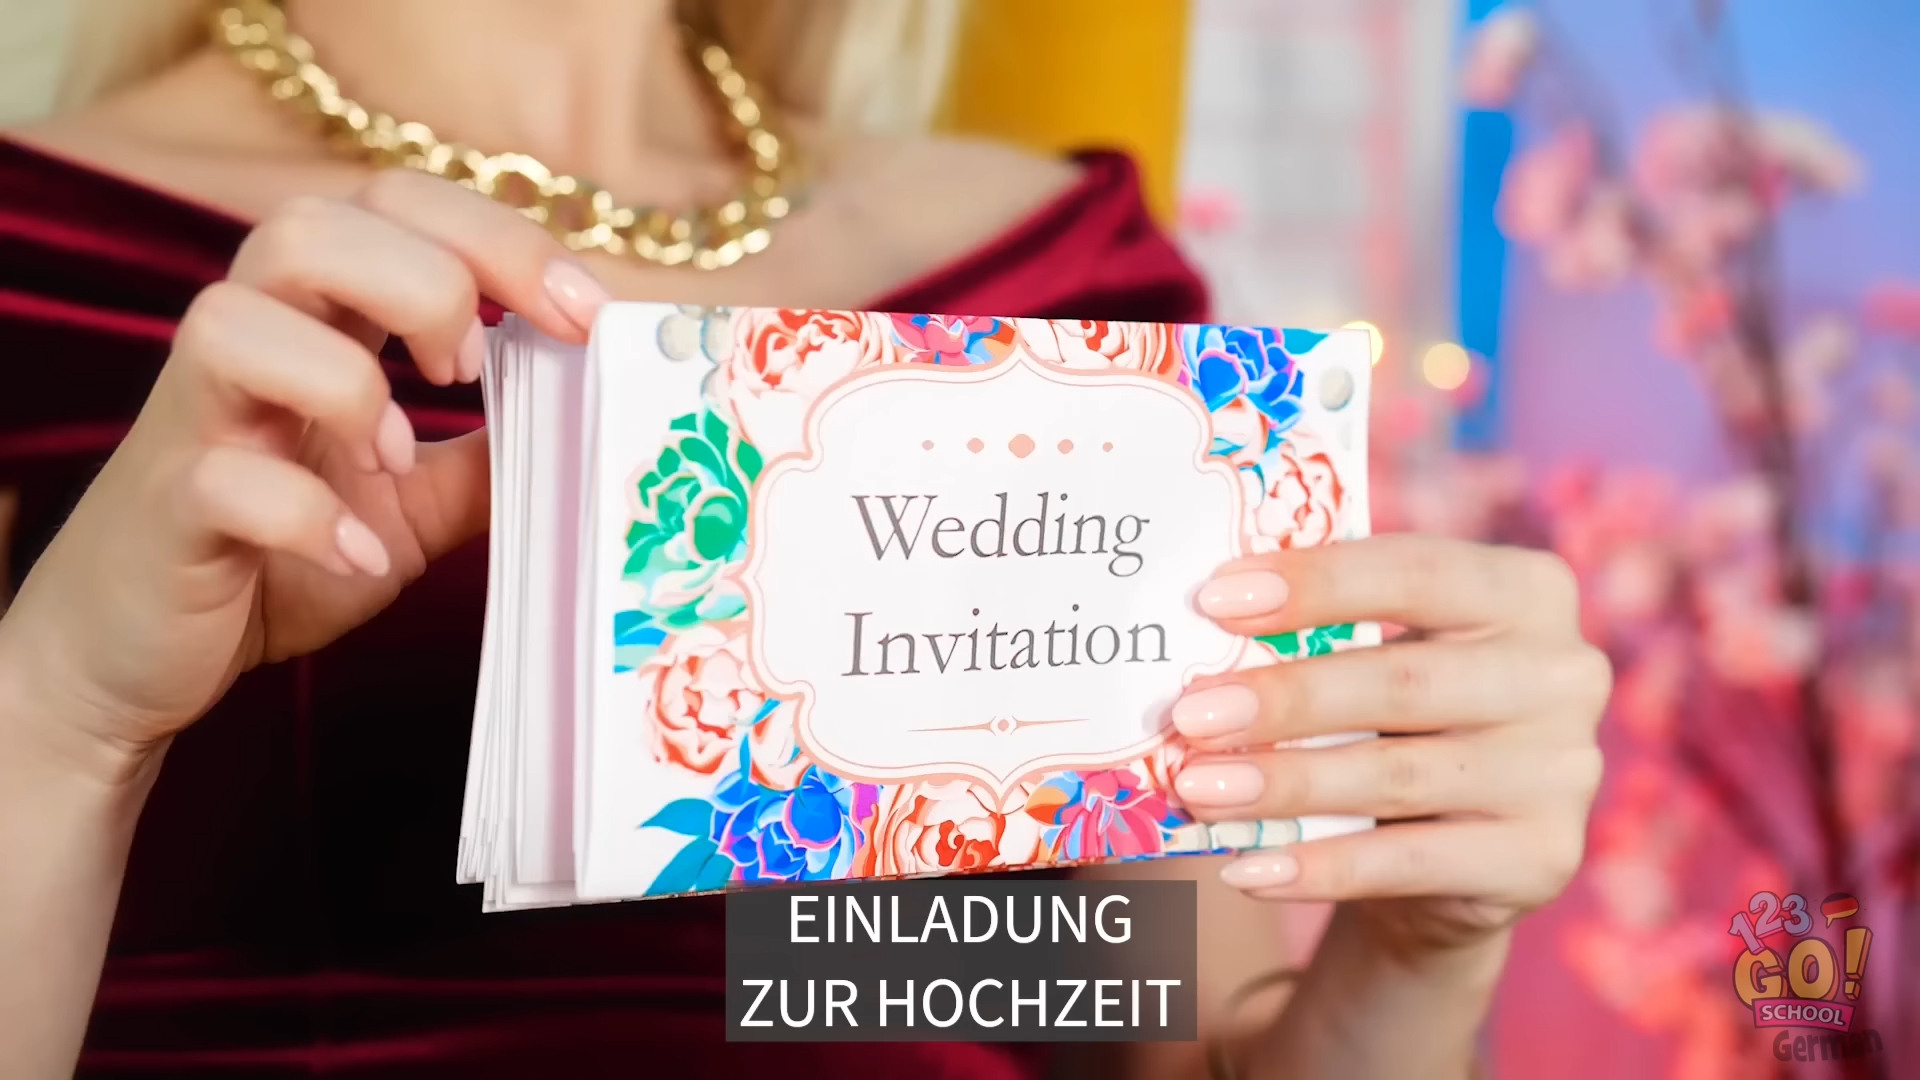 Wedding
Invitation
EINLADUNG
ZUR HOCHZEIT
123
GO!
SCHOOL
German